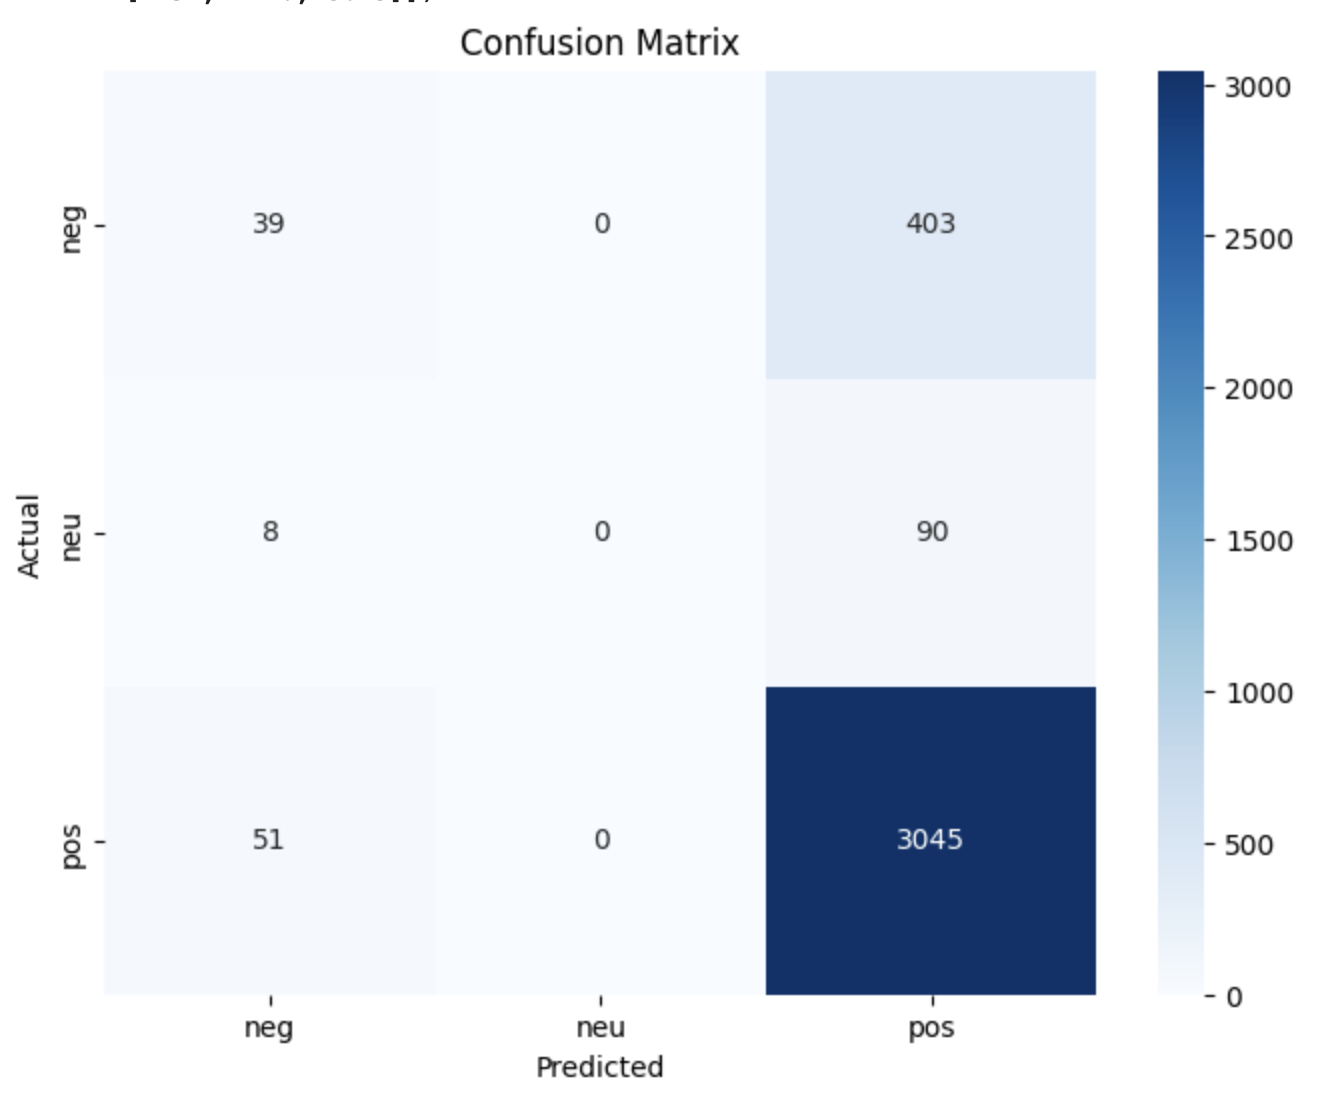 Confusion Matrix
neg 39 0 403 3000
2500
2000
Actual neu 8 0 90 1500
1000
pos 51 0 3045 500
0
neg neu pos
Predicted